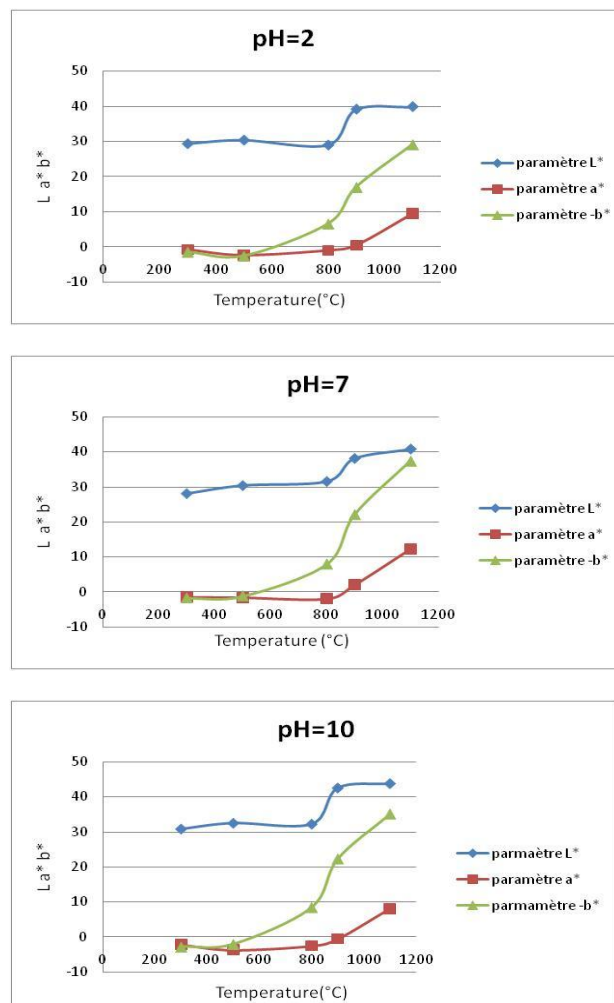 pH=2
50
40
30
20
10
0
-10
L a* b*
0 200 400 600 800 1000 1200
Temperature(°C)
paramètre L*
paramètre a*
paramètre -b*
pH=7
50
40
30
20
10
0
-10
L a* b*
0 200 400 600 800 1000 1200
Temperature (°C)
paramètre L*
paramètre a*
paramètre -b*
pH=10
50
40
30
20
10
0
-10
L a* b*
0 200 400 600 800 1000 1200
Temperature(°C)
parmaètre L*
paramètre a*
parmamètre -b*